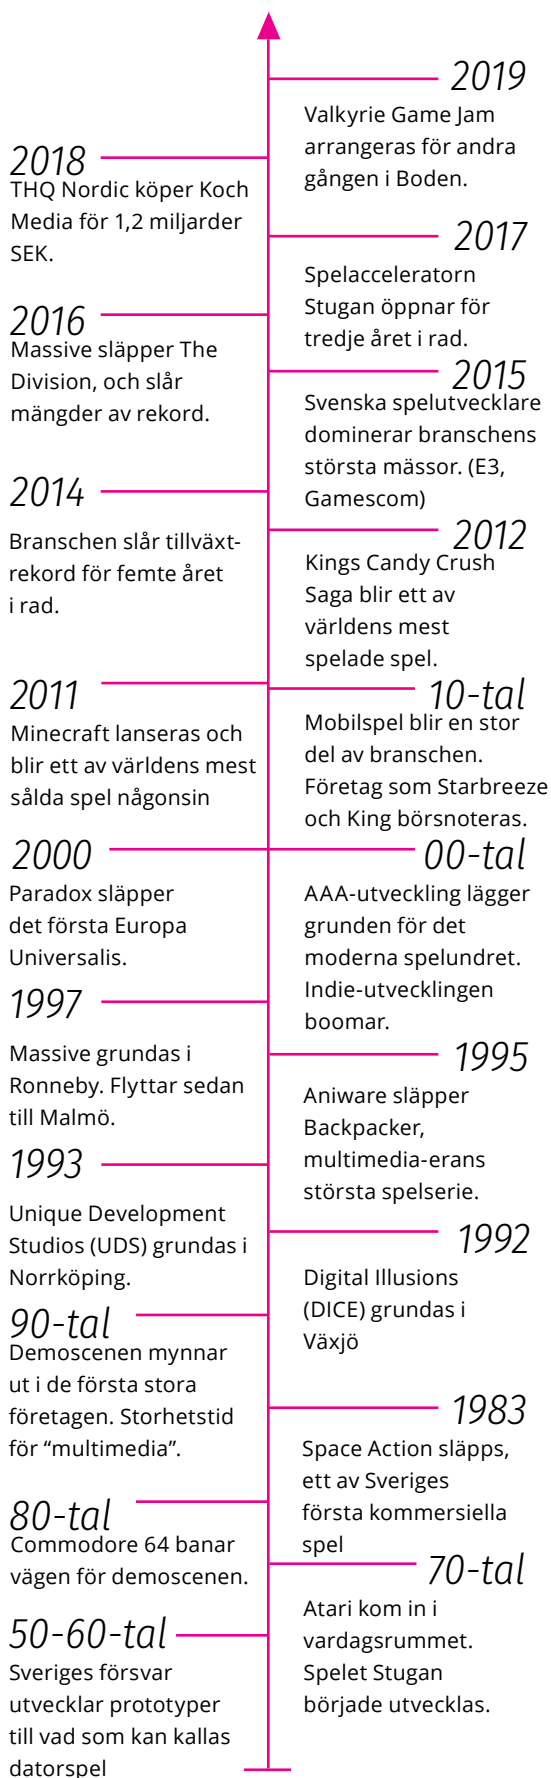 2019
Valkyrie Game Jam
arrangeras för andra
gången i Boden.
2018
THQ Nordic köper Koch
Media för 1,2 miljarder
SEK.
2017
Spelacceleratorn
Stugan öppnar för
tredje året i rad.
2016
Massive släpper The
Division, och slår
mängder av rekord.
2015
Svenska spelutvecklare
dominerar branschens
största mässor. (E3,
Gamescom)
2014
Branschen slår tillväxt-
rekord för femte året
i rad.
2012
Kings Candy Crush
Saga blir ett av
världens mest
spelade spel.
2011
Minecraft lanseras och
blir ett av världens mest
sålda spel någonsin
10-tal
Mobilspel blir en stor
del av branschen.
Företag som Starbreeze
och King börsnoteras.
2000
Paradox släpper
det första Europa
Universalis.
00-tal
AAA-utveckling lägger
grunden för det
moderna spelundret.
Indie-utvecklingen
boomar.
1997
Massive grundas i
Ronneby. Flyttar sedan
till Malmö.
1995
Aniware släpper
Backpacker,
multimedia-erans
största spelserie.
1993
Unique Development
Studios (UDS) grundas i
Norrköping.
1992
Digital Illusions
(DICE) grundas i
Växjö
90-tal
Demoscenen mynnar
ut i de första stora
företagen. Storhetstid
för “multimedia”.
1983
Space Action släpps,
ett av Sveriges
första kommersiella
spel
80-tal
Commodore 64 banar
vägen för demoscenen.
70-tal
Atari kom in i
vardagsrummet.
Spelet Stugan
började utvecklas.
50-60-tal
Sveriges försvar
utvecklar prototyper
till vad som kan kallas
datorspel